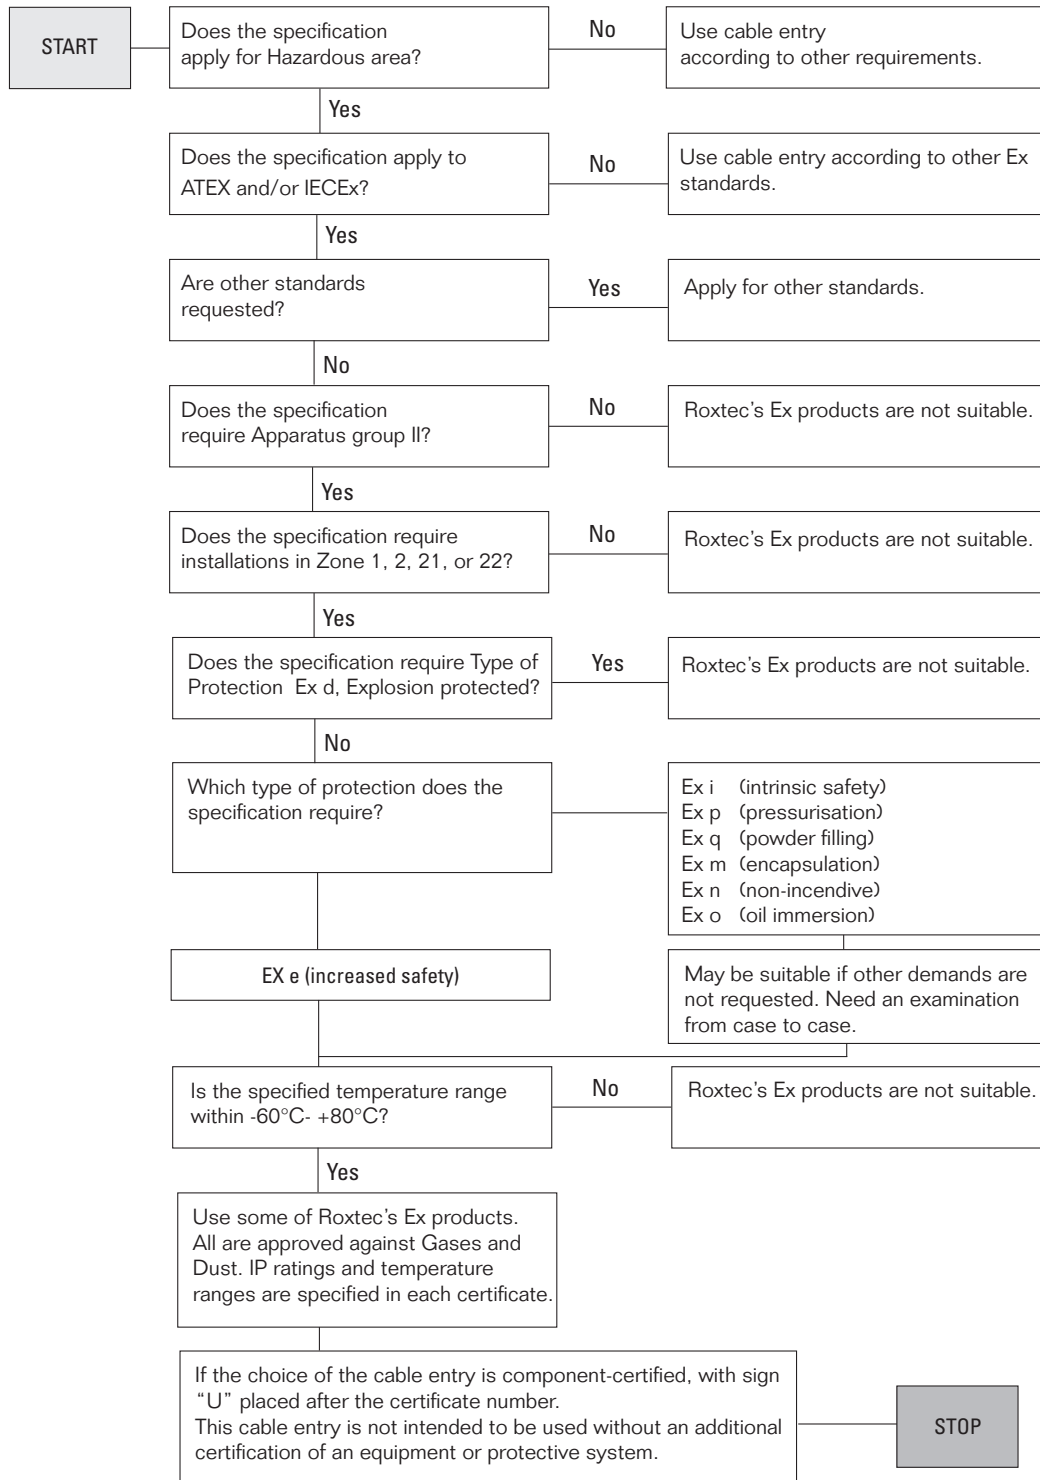 START
Does the specification
apply for Hazardous area?
No
Use cable entry
according to other requirements.
Yes
Does the specification apply to
ATEX and/or IECEx?
No
Use cable entry according to other Ex
standards.
Yes
Are other standards
requested?
Yes
Apply for other standards.
No
Does the specification
require Apparatus group II?
No
Roxtec's Ex products are not suitable.
Yes
Does the specification require
installations in Zone 1, 2, 21, or 22?
No
Roxtec's Ex products are not suitable.
Yes
Does the specification require Type of
Protection Ex d, Explosion protected?
Yes
Roxtec's Ex products are not suitable.
No
Which type of protection does the
specification require?
Ex i (intrinsic safety)
Ex p (pressurisation)
Ex q (powder filling)
Ex m (encapsulation)
Ex n (non-incendive)
Ex o (oil immersion)
EX e (increased safety)
May be suitable if other demands are
not requested. Need an examination
from case to case.
Is the specified temperature range
within -60°C- +80°C?
No
Roxtec's Ex products are not suitable.
Yes
Use some of Roxtec's Ex products.
All are approved against Gases and
Dust. IP ratings and temperature
ranges are specified in each certificate.
If the choice of the cable entry is component-certified, with sign
“U” placed after the certificate number.
This cable entry is not intended to be used without an additional
certification of an equipment or protective system.
STOP